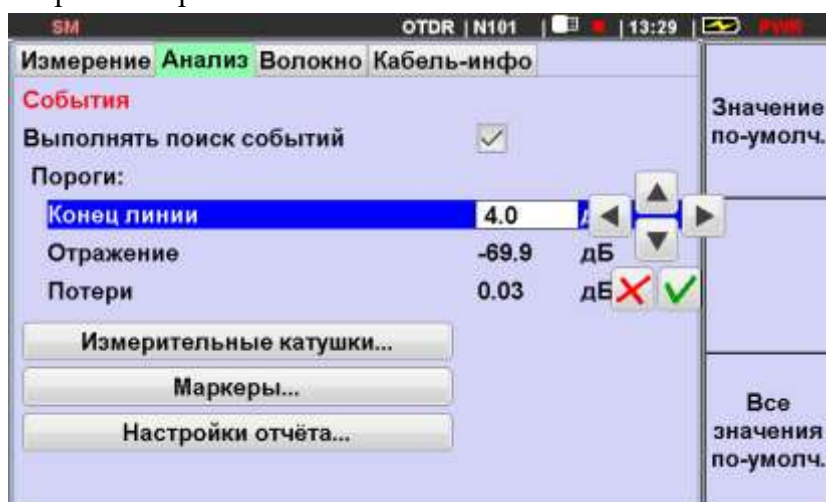 SM OTDR | N101 | | 13:29 | PWR
Измерение Анализ Волокно Кабель-инфо
События
Выполнять поиск событий
Пороги:
Конец линии 4.0
Отражение -69.9 дБ
Потери 0.03 дБ
Измерительные катушки...
Маркеры...
Настройки отчёта...
Значение
по-умолч.
Все
значения
по-умолч.